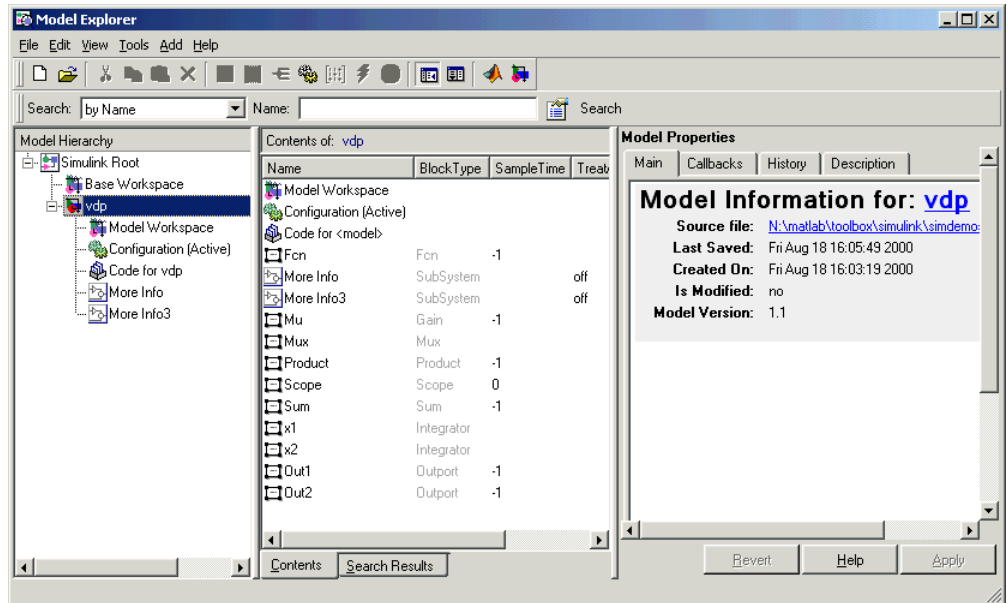 Model Explorer
File Edit View Tools Add Help
Search: by Name Name: Search
Model Hierarchy
Simulink Root
Base Workspace
vdp
Model Workspace
Configuration (Active)
Code for vdp
More Info
More Info3
Contents of: vdp
Name BlockType SampleTime Treat
Model Workspace
Configuration (Active)
Code for <model>
Fcn Fcn -1
More Info SubSystem off
More Info3 SubSystem off
Mu Gain -1
Mux Mux
Product Product -1
Scope Scope 0
Sum Sum -1
x1 Integrator
x2 Integrator
Out1 Outport -1
Out2 Outport -1
Contents Search Results
Model Properties
Main Callbacks History Description
Model Information for: vdp
Source file: N:\matlab\toolbox\simulink\simdemo
Last Saved: Fri Aug 18 16:05:49 2000
Created On: Fri Aug 18 16:03:19 2000
Is Modified: no
Model Version: 1.1
Revert Help Apply